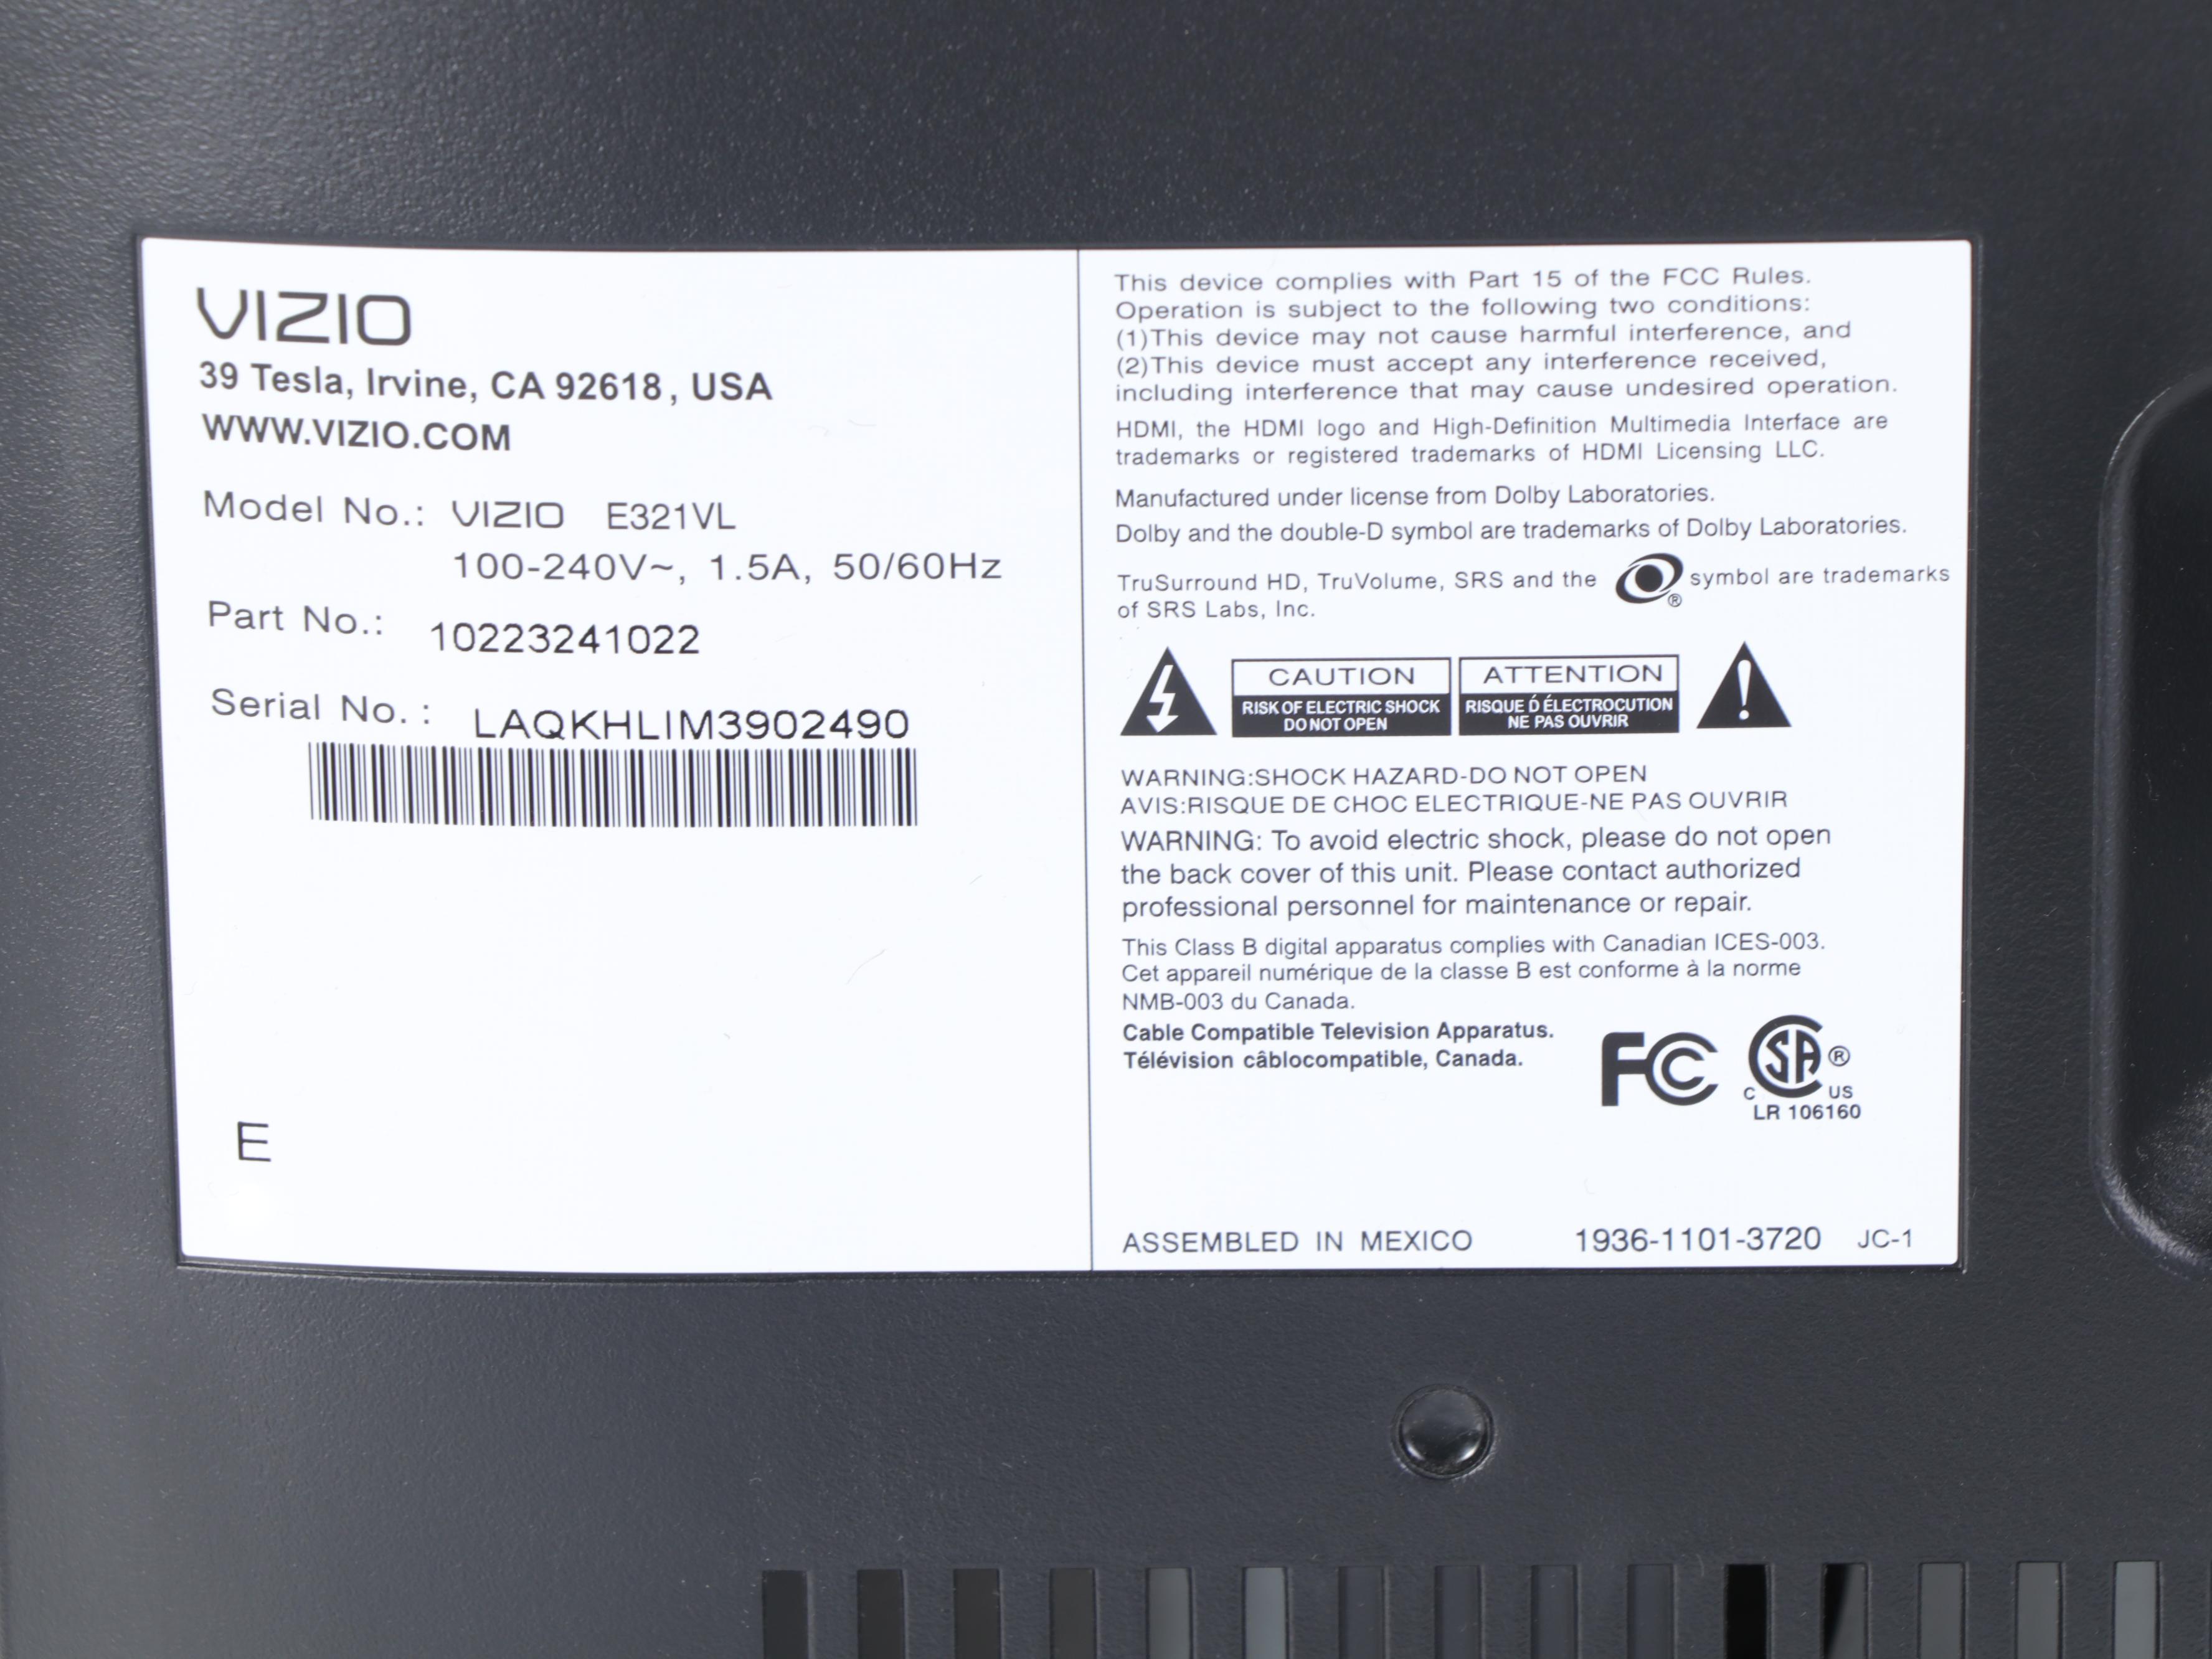 VIZIO
39 Tesla, Irvine, CA 92618, USA
WWW.VIZIO.COM
Model No.: VIZIO E321VL
100-240V~, 1.5A, 50/60Hz
Part No.: 10223241022
Serial No. : LAQKHLIM3902490
E
This device complies with Part 15 of the FCC Rules.
Operation is subject to the following two conditions:
(1)This device may not cause harmful interference, and
(2)This device must accept any interference received,
including interference that may cause undesired operation.
HDMI, the HDMI logo and High-Definition Multimedia Interface are
trademarks or registered trademarks of HDMI Licensing LLC.
Manufactured under license from Dolby Laboratories.
Dolby and the double-D symbol are trademarks of Dolby Laboratories.
TruSurround HD, TruVolume, SRS and the ® symbol are trademarks
of SRS Labs, Inc.
CAUTION
RISK OF ELECTRIC SHOCK
DO NOT OPEN
ATTENTION
RISQUE D´ÉLECTROCUTION
NE PAS OUVRIR
WARNING:SHOCK HAZARD-DO NOT OPEN
AVIS:RISQUE DE CHOC ELECTRIQUE-NE PAS OUVRIR
WARNING: To avoid electric shock, please do not open
the back cover of this unit. Please contact authorized
professional personnel for maintenance or repair.
This Class B digital apparatus complies with Canadian ICES-003.
Cet appareil numérique de la classe B est conforme à la norme
NMB-003 du Canada.
Cable Compatible Television Apparatus.
Télévision câblocompatible, Canada.
FC
C SA ® US
LR 106160
ASSEMBLED IN MEXICO 1936-1101-3720 JC-1